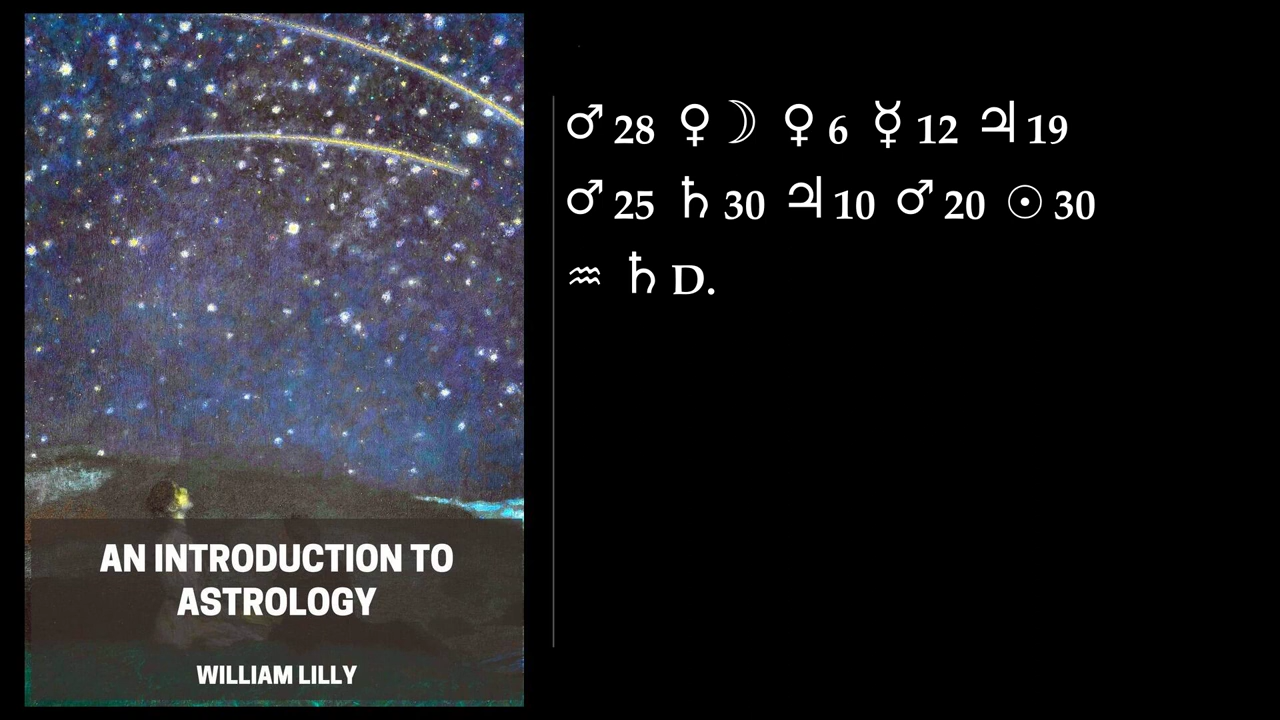 AN INTRODUCTION TO
ASTROLOGY
WILLIAM LILLY
♂ 28 ♀☽ ♀ 6 ☿ 12 ♃ 19
♂ 25 ♄ 30 ♃ 10 ♂ 20 ☉ 30
♒ ♄ D.